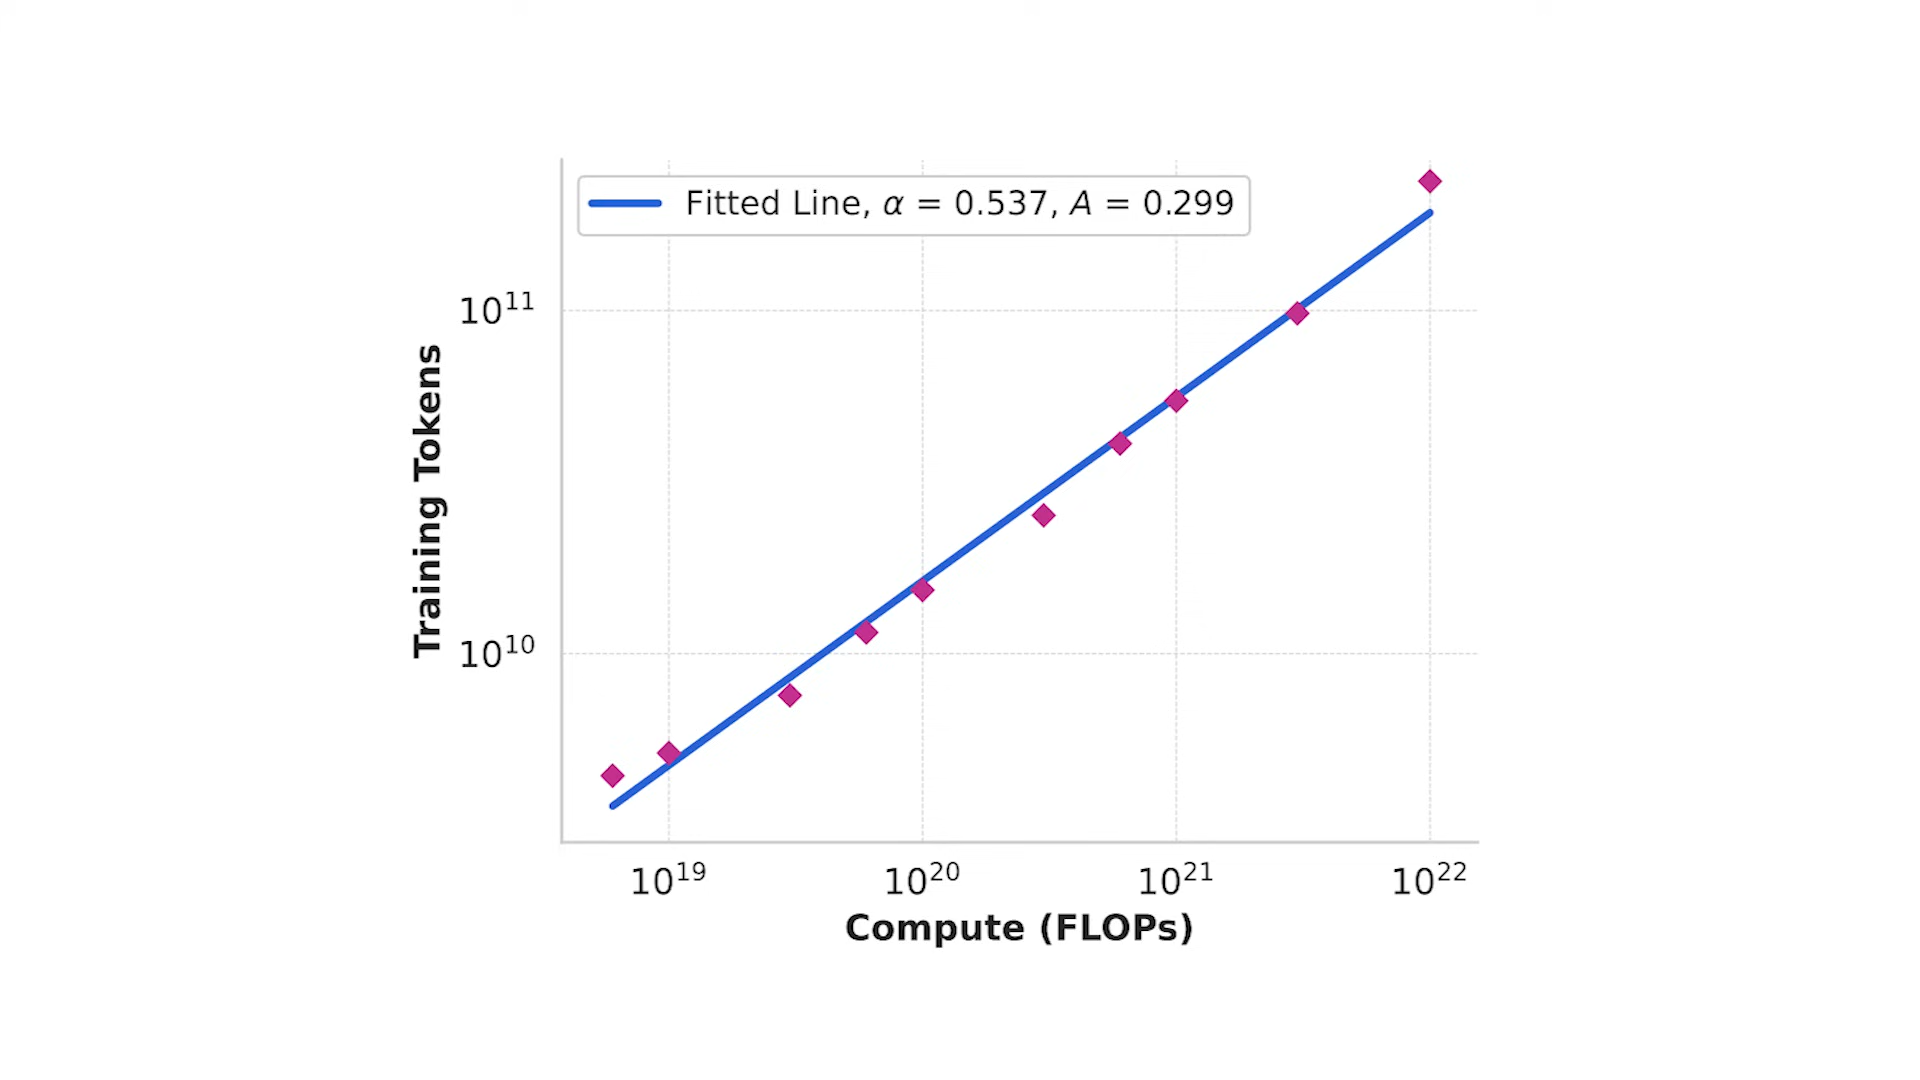 Fitted Line, α = 0.537, A = 0.299
Training Tokens
10¹¹
10¹⁰
10¹⁹ 10²⁰ 10²¹ 10²²
Compute (FLOPs)